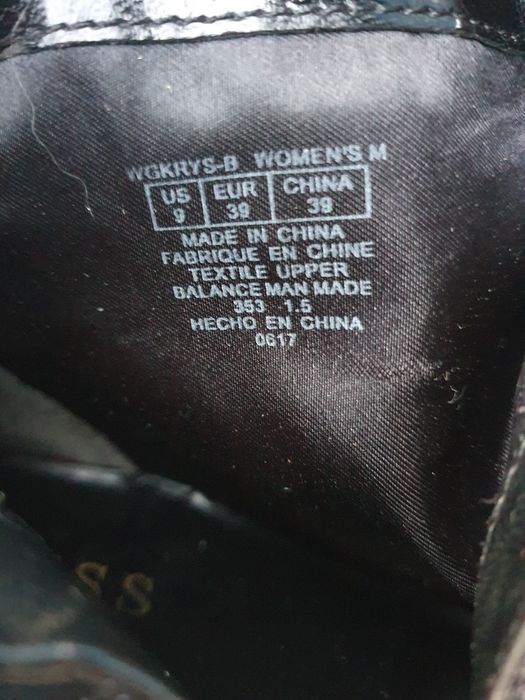 WGKRYS-B WOMEN'S M
US EUR CHINA
9 39 39
MADE IN CHINA
FABRIQUE EN CHINE
TEXTILE UPPER
BALANCE MAN MADE
353 1.5
HECHO EN CHINA
0617
SS